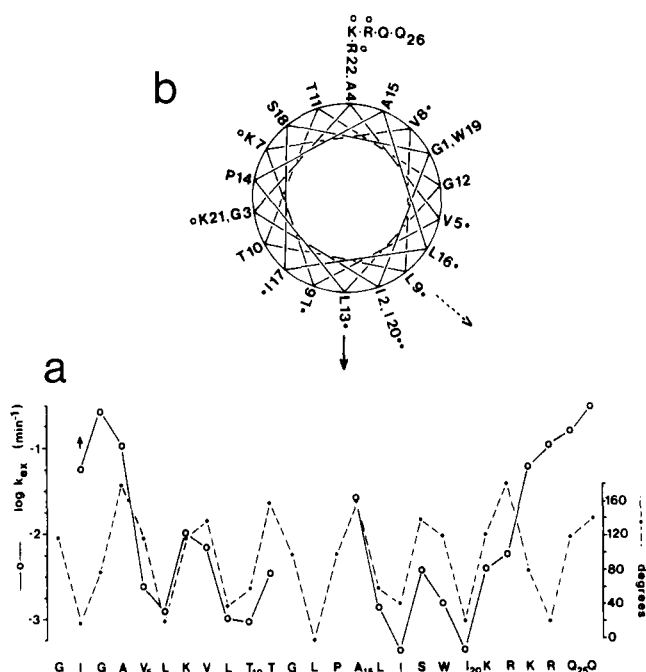 b
K·R·Q·Q26
R22.A4
A15
V8
G1,W19
G12
V5
L16
L9
I2.I20
L13
L6
I17
T10
K21,G3
P14
K7
S18
T11
a
log kex (min-1)
-1
-2
-3
160
120
80
40
0
degrees
G I G A V5 L K V L T10 T G L P A15 L I S W I20 K R K R Q25 Q